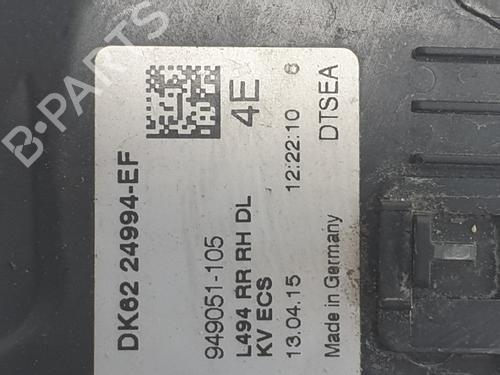 DK62 24994-EF
949051-105
4E
L494 RR RH DL
KV ECS
13.04.15 12:22:10 6
Made in Germany DTSEA
B-PARTS